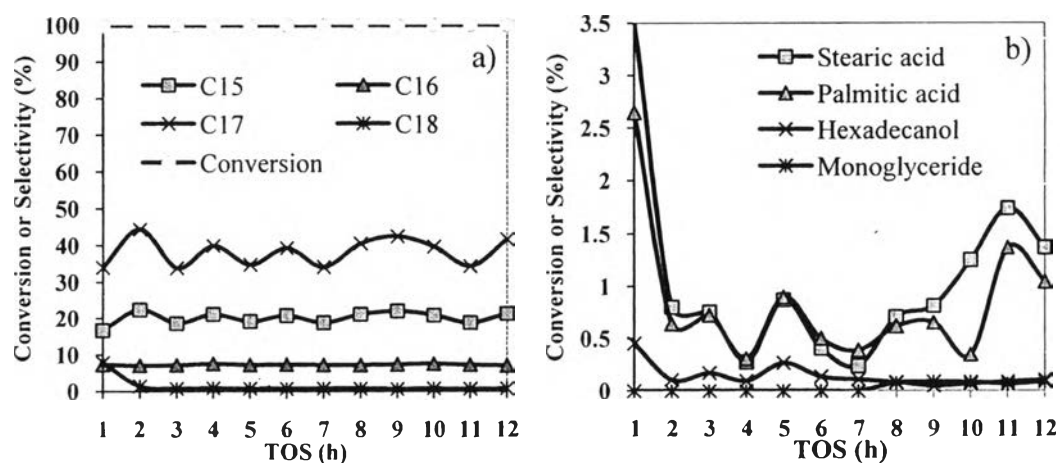 100
90
80
70
60
50
40
30
20
10
0
Conversion or Selectivity (%)
a)
C15
C16
C17
C18
Conversion
1 2 3 4 5 6 7 8 9 10 11 12
TOS (h)
3.5
3
2.5
2
1.5
1
0.5
0
Conversion or Selectivity (%)
b)
Stearic acid
Palmitic acid
Hexadecanol
Monoglyceride
1 2 3 4 5 6 7 8 9 10 11 12
TOS (h)